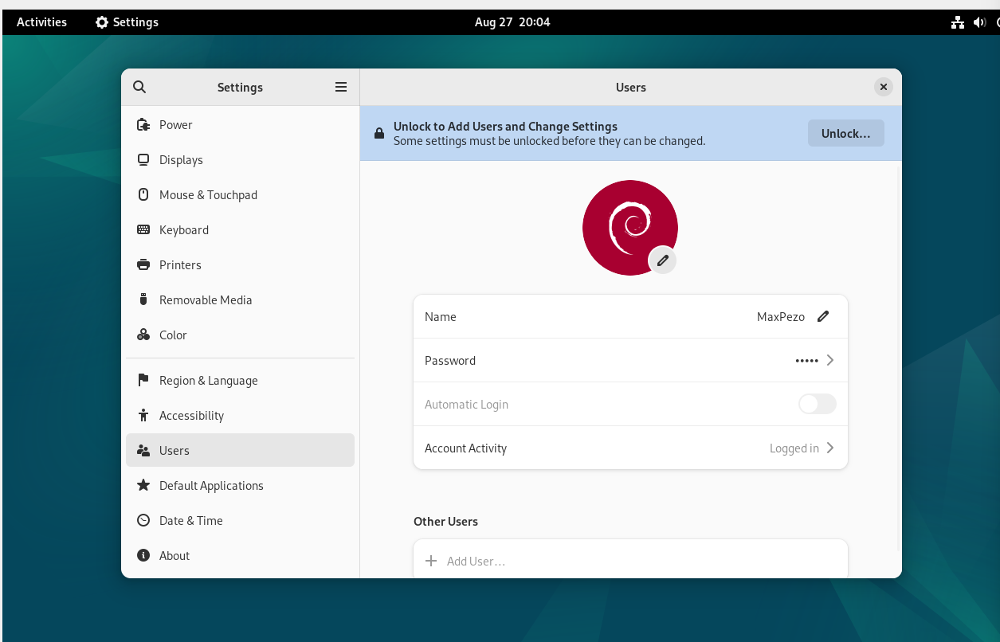 Activities
Settings
Aug 27 20:04
Settings
Users
Power
Displays
Mouse & Touchpad
Keyboard
Printers
Removable Media
Color
Region & Language
Accessibility
Users
Default Applications
Date & Time
About
Unlock to Add Users and Change Settings
Some settings must be unlocked before they can be changed.
Unlock…
Name
MaxPezo
Password
•••••
Automatic Login
Account Activity
Logged in
Other Users
Add User…